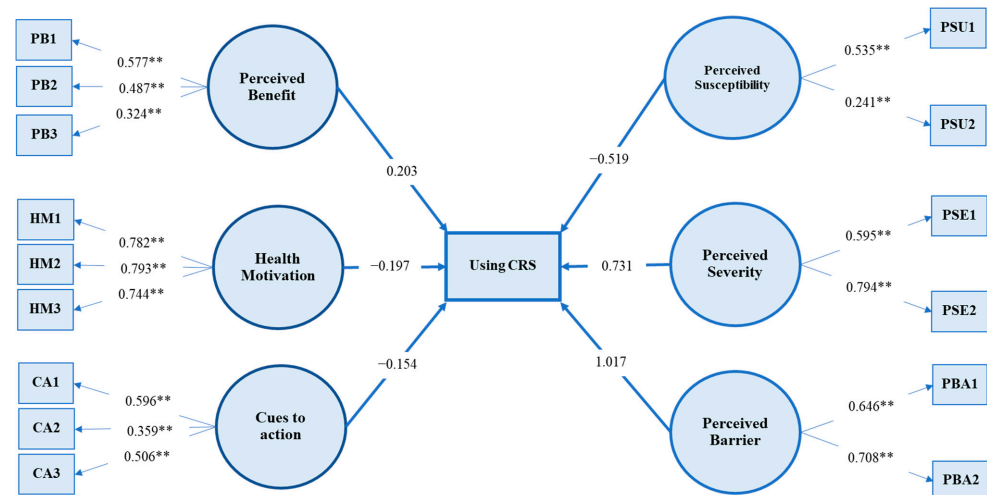 PB1
PB2
PB3
0.577**
0.487**
0.324**
Perceived
Benefit
0.203
HM1
HM2
HM3
0.782**
0.793**
0.744**
Health
Motivation
−0.197
CA1
CA2
CA3
0.596**
0.359**
0.506**
Cues to
action
−0.154
Using CRS
Perceived
Susceptibility
0.535**
0.241**
PSU1
PSU2
−0.519
Perceived
Severity
0.595**
0.794**
PSE1
PSE2
0.731
Perceived
Barrier
0.646**
0.708**
PBA1
PBA2
1.017